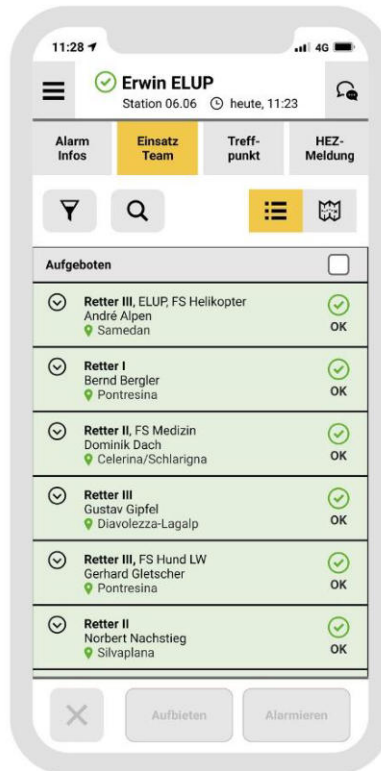 11:28
4G
Erwin ELUP
Station 06.06 heute, 11:23
Alarm
Infos
Einsatz
Team
Treff-
punkt
HEZ-
Meldung
Aufgeboten
Retter III, ELUP, FS Helikopter
André Alpen
Samedan
OK
Retter I
Bernd Bergler
Pontresina
OK
Retter II, FS Medizin
Dominik Dach
Celerina/Schlarigna
OK
Retter III
Gustav Gipfel
Diavolezza-Lagalp
OK
Retter III, FS Hund LW
Gerhard Gletscher
Pontresina
OK
Retter II
Norbert Nachstieg
Silvaplana
OK
Aufbieten
Alarmieren